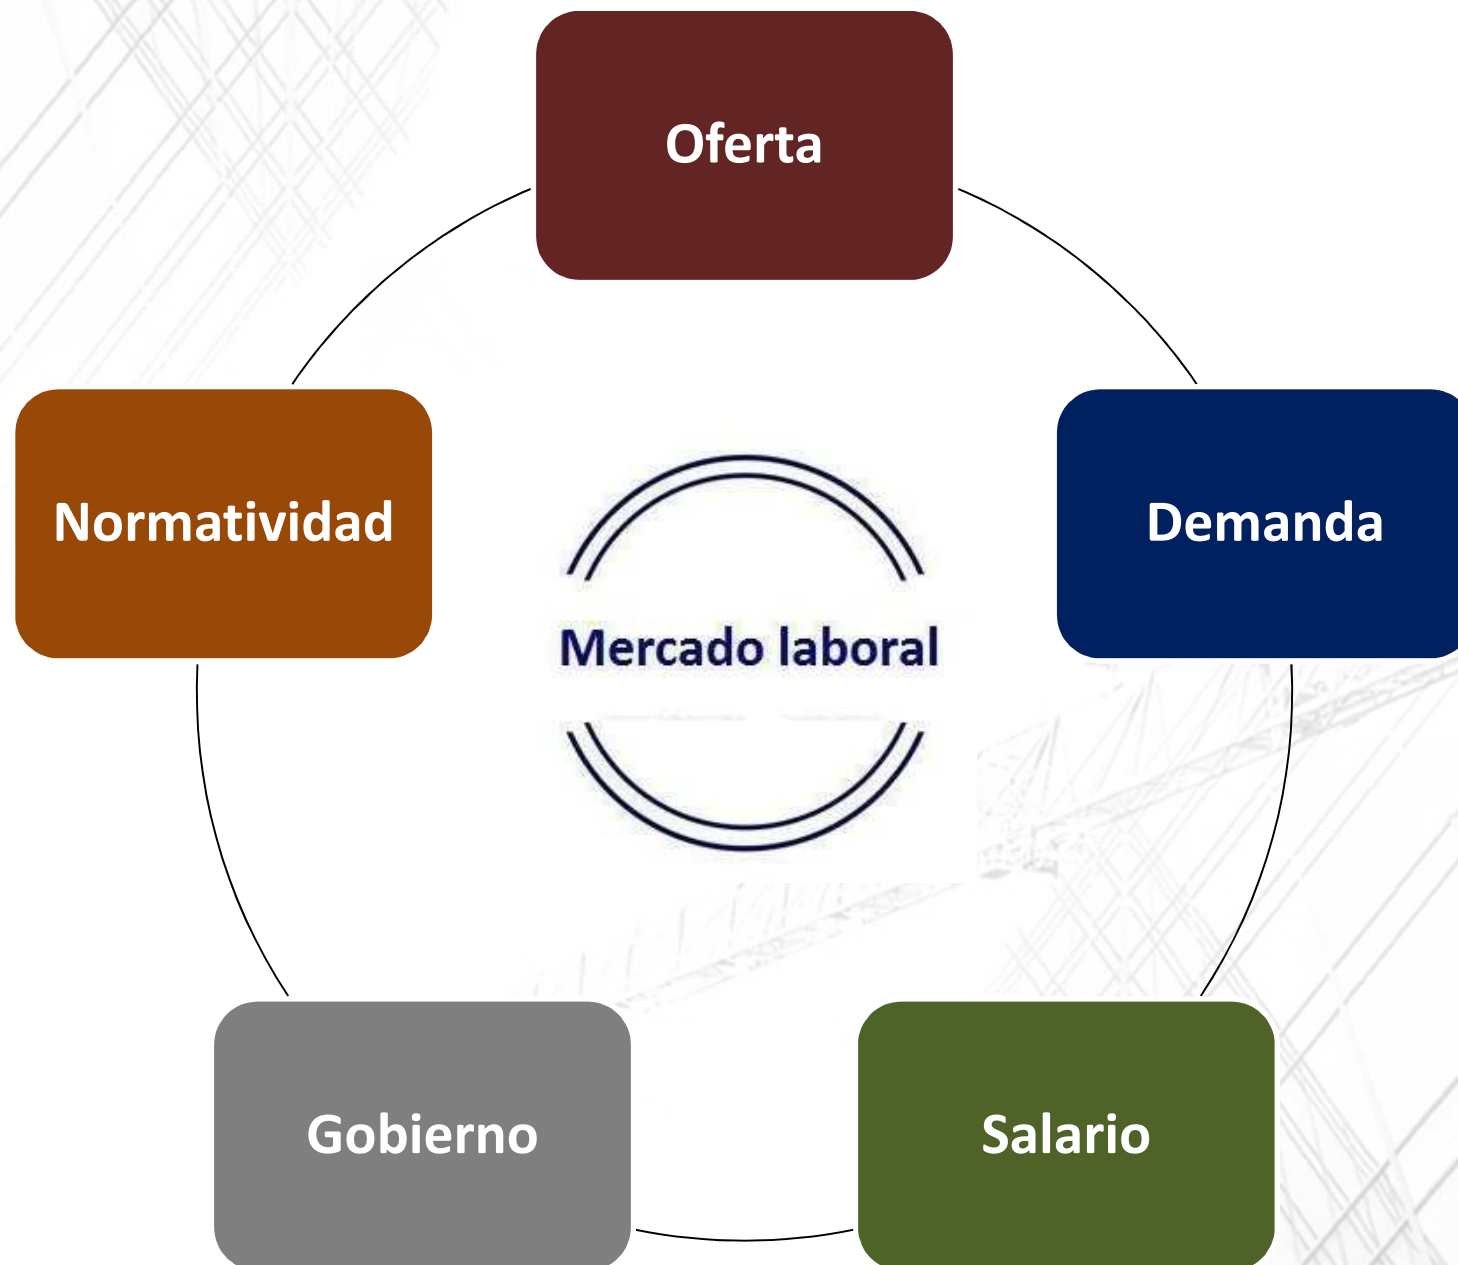 Oferta
Normatividad
Demanda
Mercado laboral
Gobierno
Salario